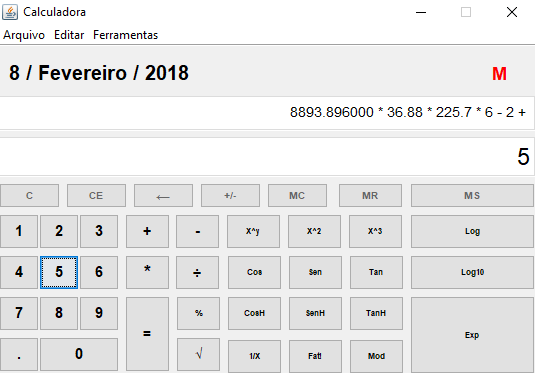 Calculadora
Arquivo Editar Ferramentas
8 / Fevereiro / 2018 M
8893.896000 * 36.88 * 225.7 * 6 - 2 +
5
C CE ← +/- MC MR MS
1 2 3 + - X^y X^2 X^3 Log
4 5 6 * ÷ Cos Sen Tan Log10
7 8 9 = % CosH SenH TanH Exp
. 0 √ 1/X Fat! Mod